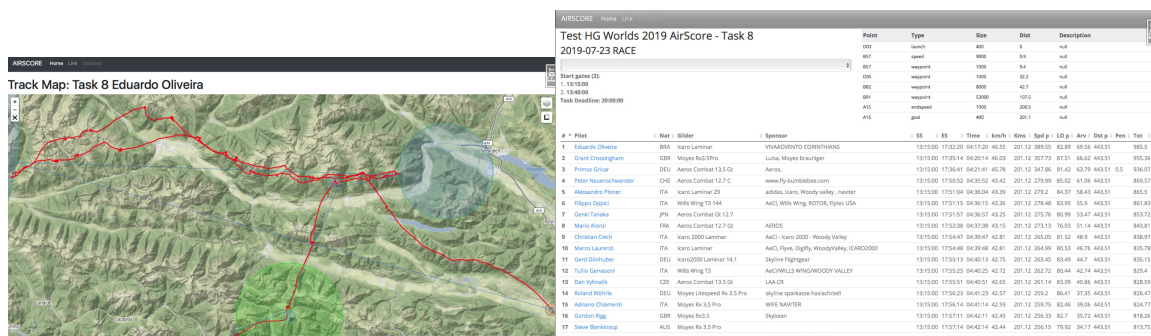 AIRSCORE Home Link Disabled
Track Map: Task 8 Eduardo Oliveira
+
-
AIRSCORE Home Link Disabled
Test HG Worlds 2019 AirScore - Task 8
2019-07-23 RACE
Start gates (2):
1. 13:15:00
2. 13:40:00
Task Deadline: 20:00:00
Point Type Size Dist Description
D03 launch 400 0 null
B57 speed 9000 0.9 null
B57 waypoint 1000 9.4 null
D05 waypoint 1000 32.2 null
B82 waypoint 8000 42.7 null
B91 waypoint 53000 107.5 null
A15 endspeed 1000 200.5 null
A15 goal 400 201.1 null
# Pilot Nat Glider Sponsor SS ES Time km/h Kms Spd p LO p Arv Dst p Pen Tot
1 Eduardo Oliveira BRA Icaro Laminar VIVAAOVENTO CORINTHIANS 13:15:00 17:32:20 04:17:20 46.55 201.12 389.55 82.89 69.56 443.51 985.5
2 Grant Crossingham GBR Moyes Rx3.5Pro Luisa, Moyes brauniger 13:15:00 17:35:14 04:20:14 46.03 201.12 357.73 87.51 66.62 443.51 955.36
3 Primoz Gricar DEU Aeros Combat 13,5 Gt Aeros, 13:15:00 17:36:41 04:21:41 45.78 201.12 347.86 81.42 63.79 443.51 0.5 936.07
4 Peter Neuenschwander CHE Aeros Combat 12.7 C www.fly-bumblebee.com 13:15:00 17:50:52 04:35:52 43.42 201.12 279.99 85.02 61.06 443.51 869.57
5 Alessandro Ploner ITA Icaro Laminar Z9 adidas, Icaro, Woody valley , naviter 13:15:00 17:51:04 04:36:04 43.39 201.12 279.2 84.37 58.43 443.51 865.5
6 Filippo Oppici ITA Wills Wing T3 144 AeCI, Wills Wing, ROTOR, Flytec USA 13:15:00 17:51:15 04:36:15 43.36 201.12 278.48 83.95 55.9 443.51 861.83
7 Genki Tanaka JPN Aeros Combat Gt 12.7 13:15:00 17:51:57 04:36:57 43.25 201.12 275.76 80.99 53.47 443.51 853.72
8 Mario Alonzi FRA Aeros Combat 12.7 Gt AEROS 13:15:00 17:52:38 04:37:38 43.15 201.12 273.13 76.03 51.14 443.51 843.81
9 Christian Ciech ITA Icaro 2000 Laminar AeCI - Icaro 2000 - Woody Valley 13:15:00 17:54:47 04:39:47 42.81 201.12 265.05 81.52 48.9 443.51 838.97
10 Marco Laurenzi ITA Icaro Laminar AeCI, Flyve, Digifly, WoodyValley, ICARO2000 13:15:00 17:54:48 04:39:48 42.81 201.12 264.99 80.53 46.76 443.51 835.78
11 Gerd Dönhuber DEU Icaro2000 Laminar 14.1 Skyline Flightgear 13:15:00 17:55:13 04:40:13 42.75 201.12 263.45 83.49 44.7 443.51 835.15
12 Tullio Gervasoni ITA Wills Wing T3 AeCI/WILLS WING/WOODY VALLEY 13:15:00 17:55:25 04:40:25 42.72 201.12 262.72 80.44 42.74 443.51 829.4
13 Dan Vyhnalik CZE Aeros Combat 13.5 Gt LAA CR 13:15:00 17:55:51 04:40:51 42.65 201.12 261.14 83.09 40.86 443.51 828.59
14 Roland Wöhrle DEU Moyes Litespeed Rx 3.5 Pro skyline sparkasse haslach/zell 13:15:00 17:56:23 04:41:23 42.57 201.12 259.2 86.41 37.35 443.51 826.47
15 Adriano Chiamenti ITA Moyes Rx 3,5 Pro WIFE NAVITER 13:15:00 17:56:14 04:41:14 42.59 201.12 259.75 82.46 39.06 443.51 824.77
16 Gordon Rigg GBR Moyes Rx3.5 Skybean 13:15:00 17:57:11 04:42:11 42.45 201.12 256.33 82.7 35.72 443.51 818.26
17 Steve Blenkinsop AUS Moyes Rx 3.5 Pro 13:15:00 17:57:14 04:42:14 42.44 201.12 256.15 79.92 34.17 443.51 813.75